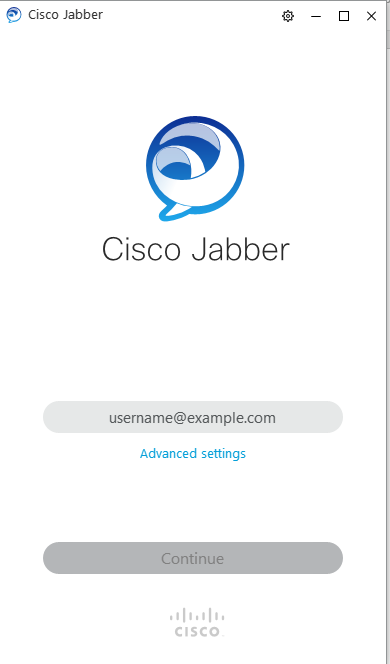 Cisco Jabber
Cisco Jabber
username@example.com
Advanced settings
Continue
CISCO